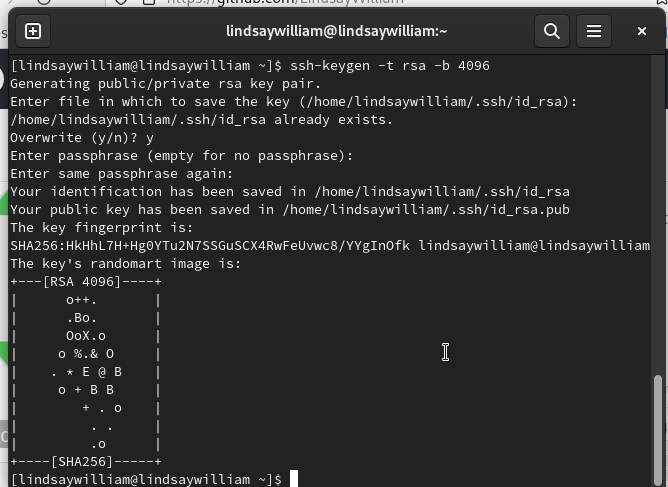 https://github.com/LindsayWilliam
lindsaywilliam@lindsaywilliam:~
[lindsaywilliam@lindsaywilliam ~]$ ssh-keygen -t rsa -b 4096
Generating public/private rsa key pair.
Enter file in which to save the key (/home/lindsaywilliam/.ssh/id_rsa):
/home/lindsaywilliam/.ssh/id_rsa already exists.
Overwrite (y/n)? y
Enter passphrase (empty for no passphrase):
Enter same passphrase again:
Your identification has been saved in /home/lindsaywilliam/.ssh/id_rsa
Your public key has been saved in /home/lindsaywilliam/.ssh/id_rsa.pub
The key fingerprint is:
SHA256:HkHhL7H+Hg0YTu2N7SSGuSCX4RwFeUvwc8/YYgInOfk lindsaywilliam@lindsaywilliam
The key's randomart image is:
+---[RSA 4096]----+
|      o++.       |
|      .Bo.       |
|      OoX.o      |
|     o %.& O     |
|    . * E @ B    |
|     o + B B     |
|        + . o    |
|         . .     |
|         .o      |
+----[SHA256]-----+
[lindsaywilliam@lindsaywilliam ~]$